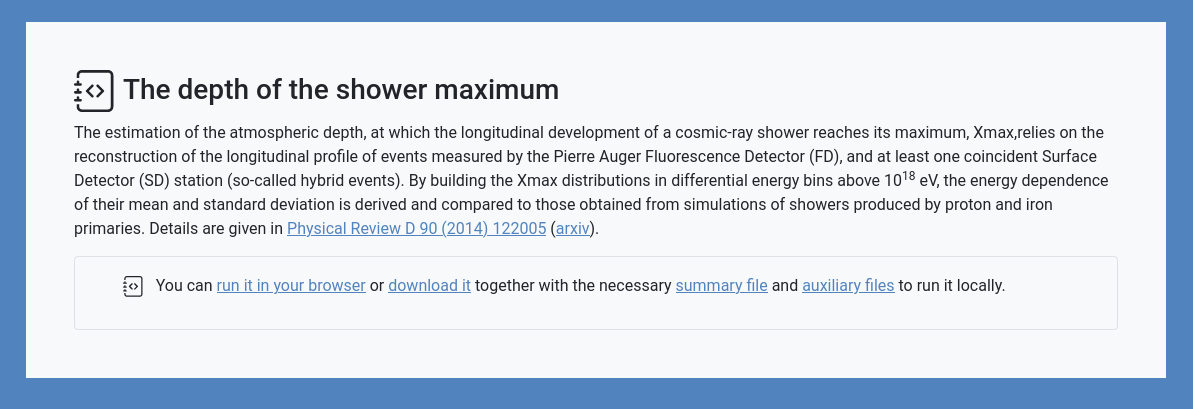 The depth of the shower maximum
The estimation of the atmospheric depth, at which the longitudinal development of a cosmic-ray shower reaches its maximum, Xmax,relies on the
reconstruction of the longitudinal profile of events measured by the Pierre Auger Fluorescence Detector (FD), and at least one coincident Surface
Detector (SD) station (so-called hybrid events). By building the Xmax distributions in differential energy bins above 10¹⁸ eV, the energy dependence
of their mean and standard deviation is derived and compared to those obtained from simulations of showers produced by proton and iron
primaries. Details are given in Physical Review D 90 (2014) 122005 (arxiv).
You can run it in your browser or download it together with the necessary summary file and auxiliary files to run it locally.